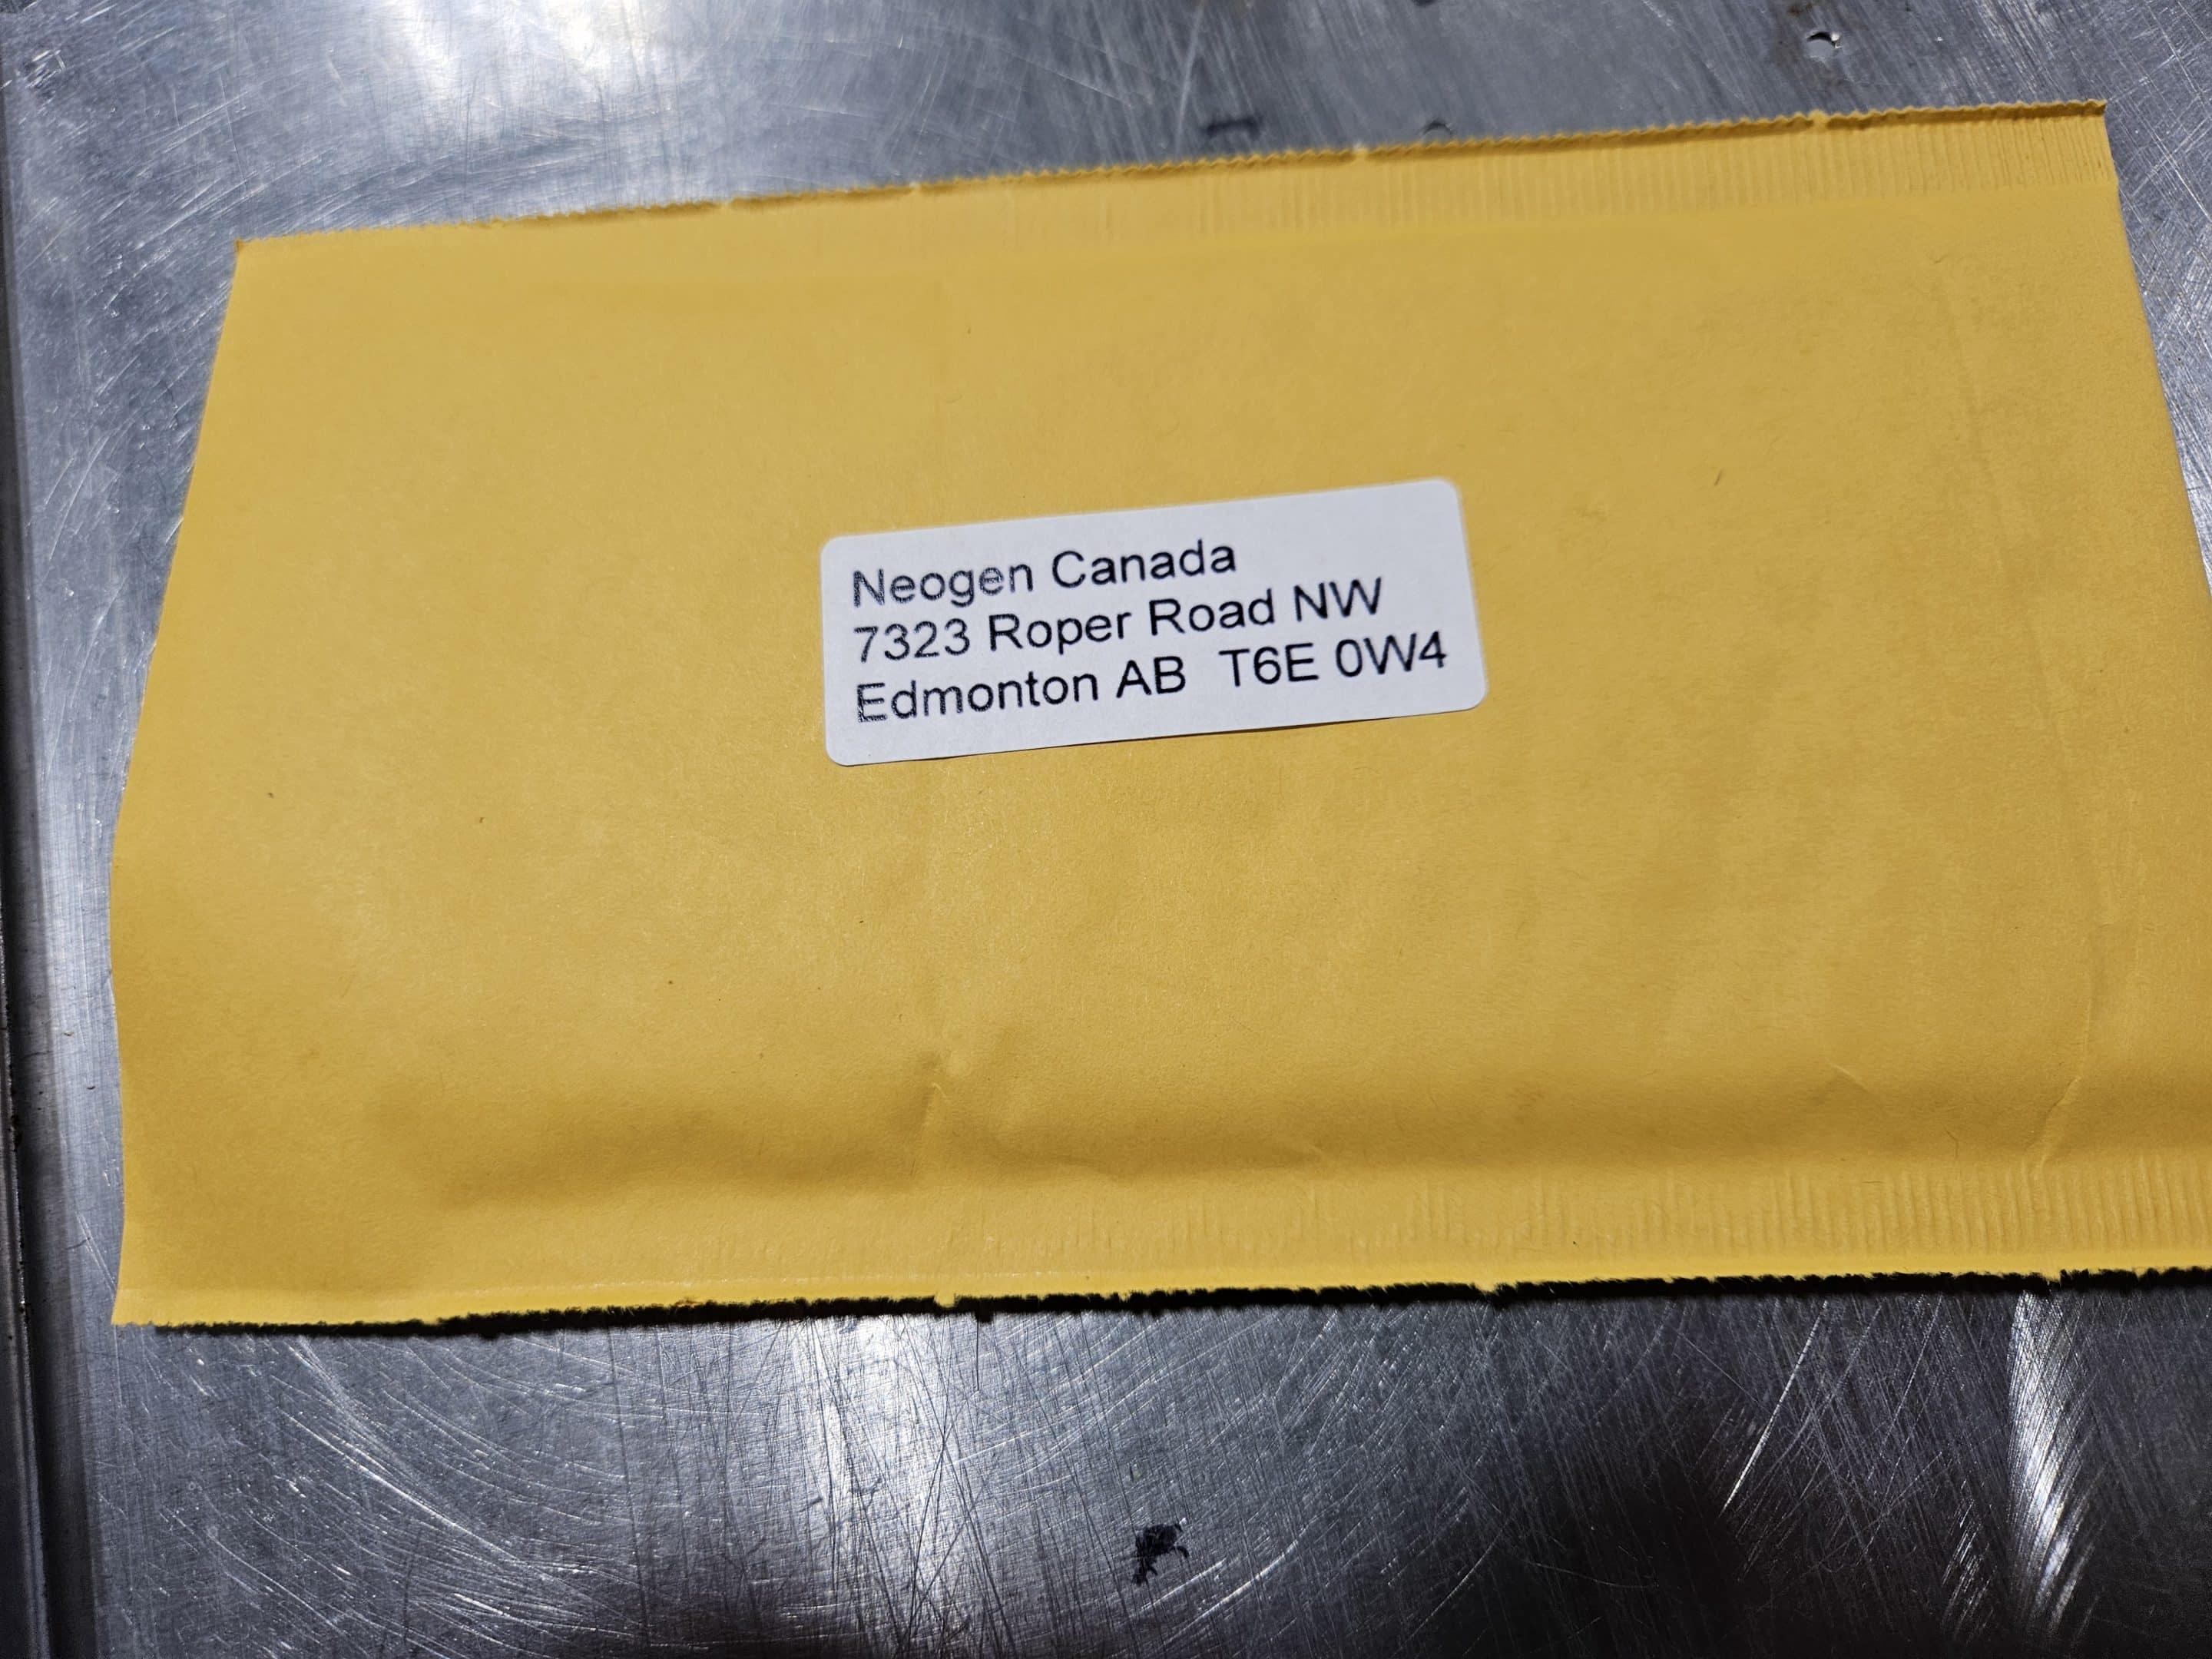 Neogen Canada
7323 Roper Road NW
Edmonton AB  T6E 0W4